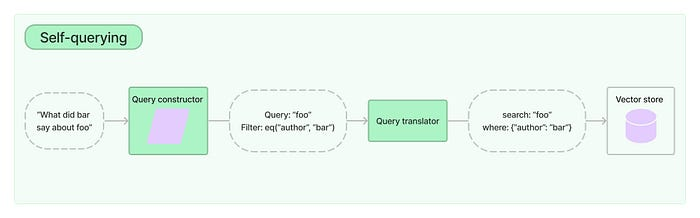 Self-querying
"What did bar
say about foo"
Query constructor
Query: "foo"
Filter: eq("author", "bar")
Query translator
search: "foo"
where: {"author": "bar"}
Vector store